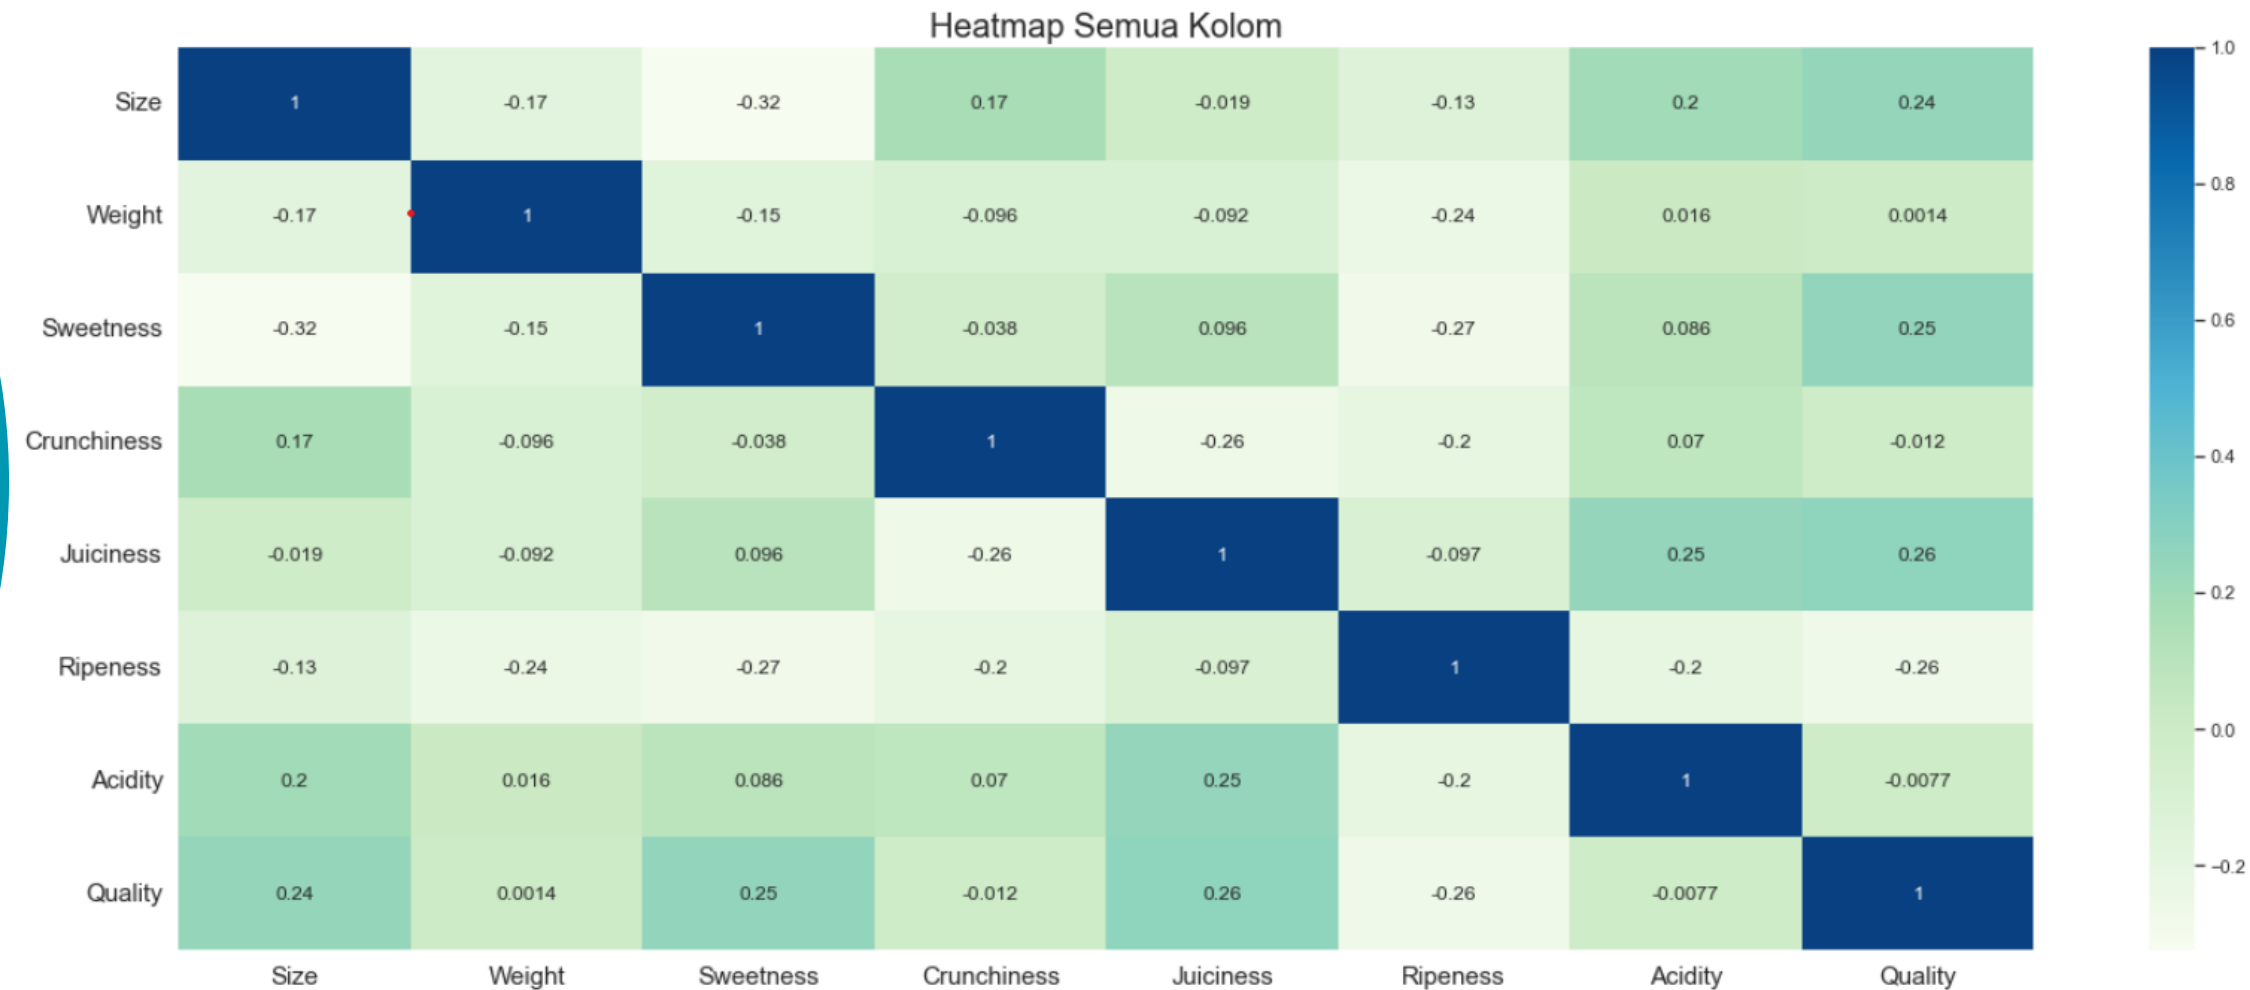 Heatmap Semua Kolom
Size 1 -0.17 -0.32 0.17 -0.019 -0.13 0.2 0.24
Weight -0.17 1 -0.15 -0.096 -0.092 -0.24 0.016 0.0014
Sweetness -0.32 -0.15 1 -0.038 0.096 -0.27 0.086 0.25
Crunchiness 0.17 -0.096 -0.038 1 -0.26 -0.2 0.07 -0.012
Juiciness -0.019 -0.092 0.096 -0.26 1 -0.097 0.25 0.26
Ripeness -0.13 -0.24 -0.27 -0.2 -0.097 1 -0.2 -0.26
Acidity 0.2 0.016 0.086 0.07 0.25 -0.2 1 -0.0077
Quality 0.24 0.0014 0.25 -0.012 0.26 -0.26 -0.0077 1
Size Weight Sweetness Crunchiness Juiciness Ripeness Acidity Quality
1.0
0.8
0.6
0.4
0.2
0.0
−0.2